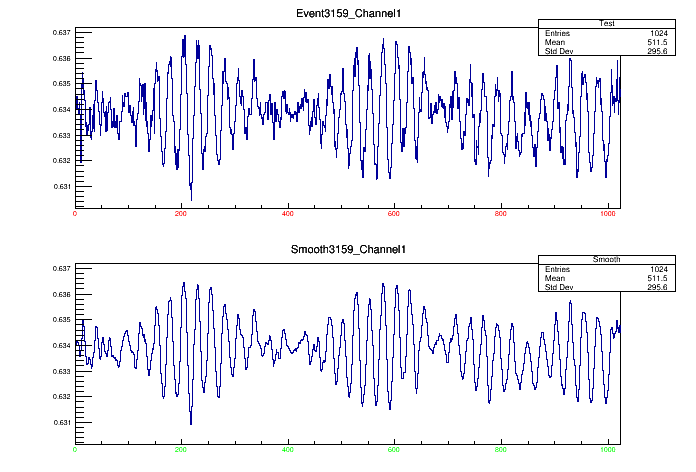 Event3159_Channel1
Test
Entries 1024
Mean 511.5
Std Dev 295.6
0.637
0.636
0.635
0.634
0.633
0.632
0.631
0 200 400 600 800 1000
Smooth3159_Channel1
Smooth
Entries 1024
Mean 511.5
Std Dev 295.6
0.637
0.636
0.635
0.634
0.633
0.632
0.631
0 200 400 600 800 1000